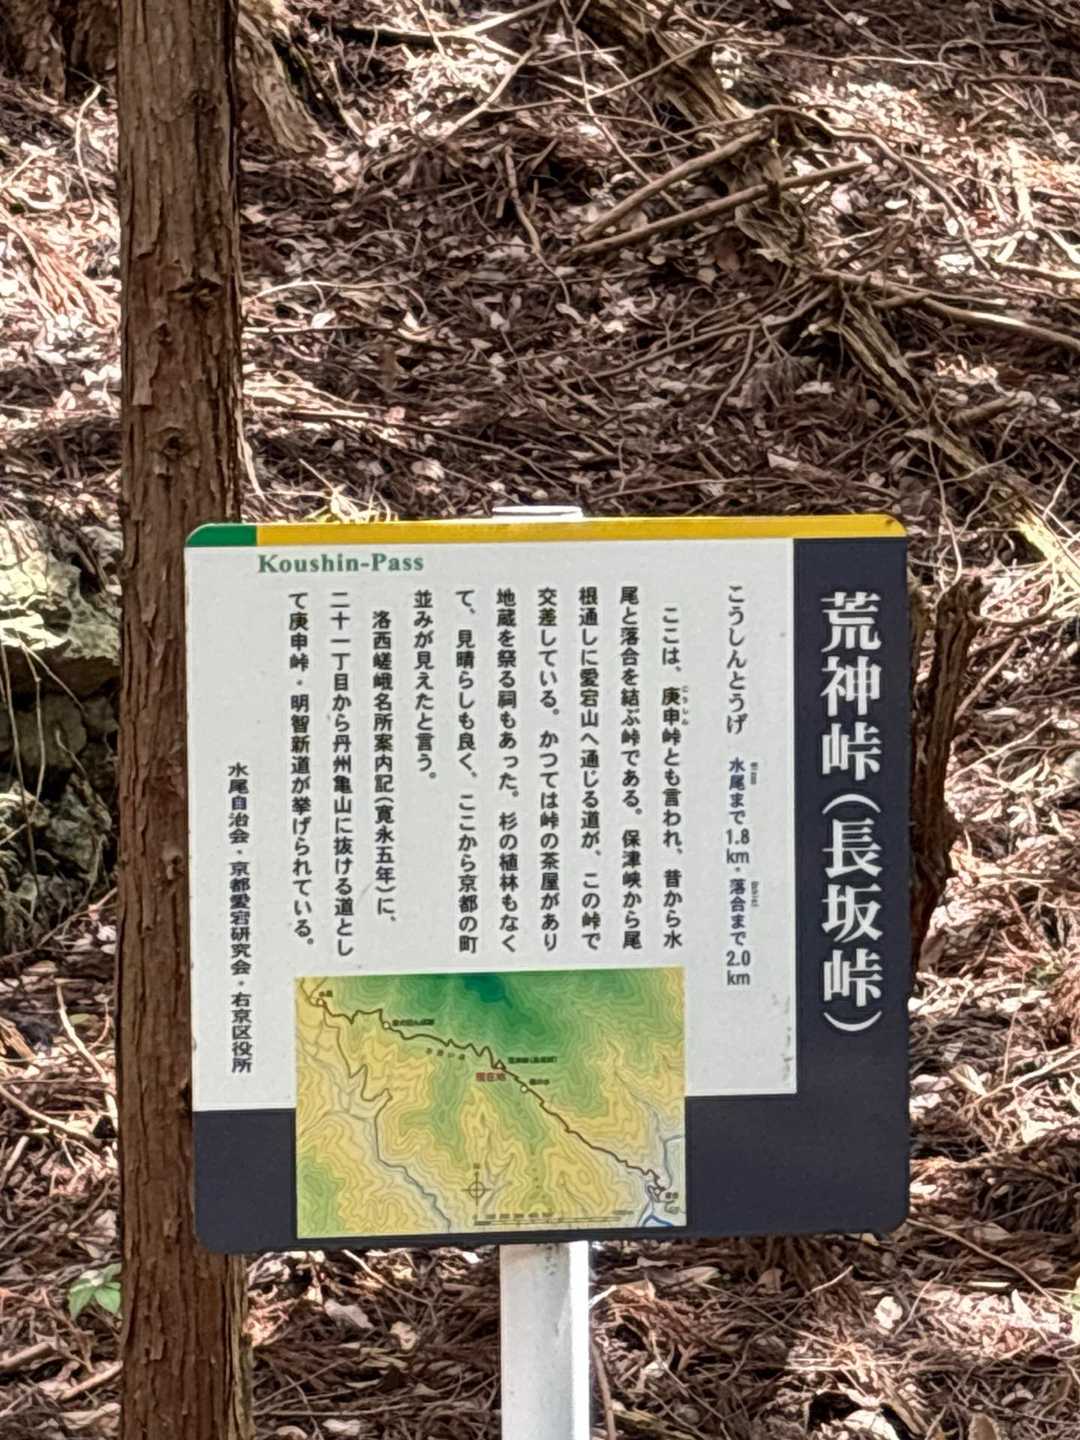 荒神峠（長坂峠）
Koushin-Pass
こうしんとうげ 水尾まで1.8km・落合まで2.0km
ここは、庚申峠とも言われ、昔から水
尾と落合を結ぶ峠である。保津峡から尾
根通しに愛宕山へ通じる道が、この峠で
交差している。かつては峠の茶屋があり
地蔵を祭る祠もあった。杉の植林もなく
て、見晴らしも良く、ここから京都の町
並みが見えたと言う。
洛西嵯峨名所案内記（寛永五年）に、
二十一丁目から丹州亀山に抜ける道とし
て庚申峠・明智新道が挙げられている。
水尾自治会・京都愛宕研究会・右京区役所
現在地